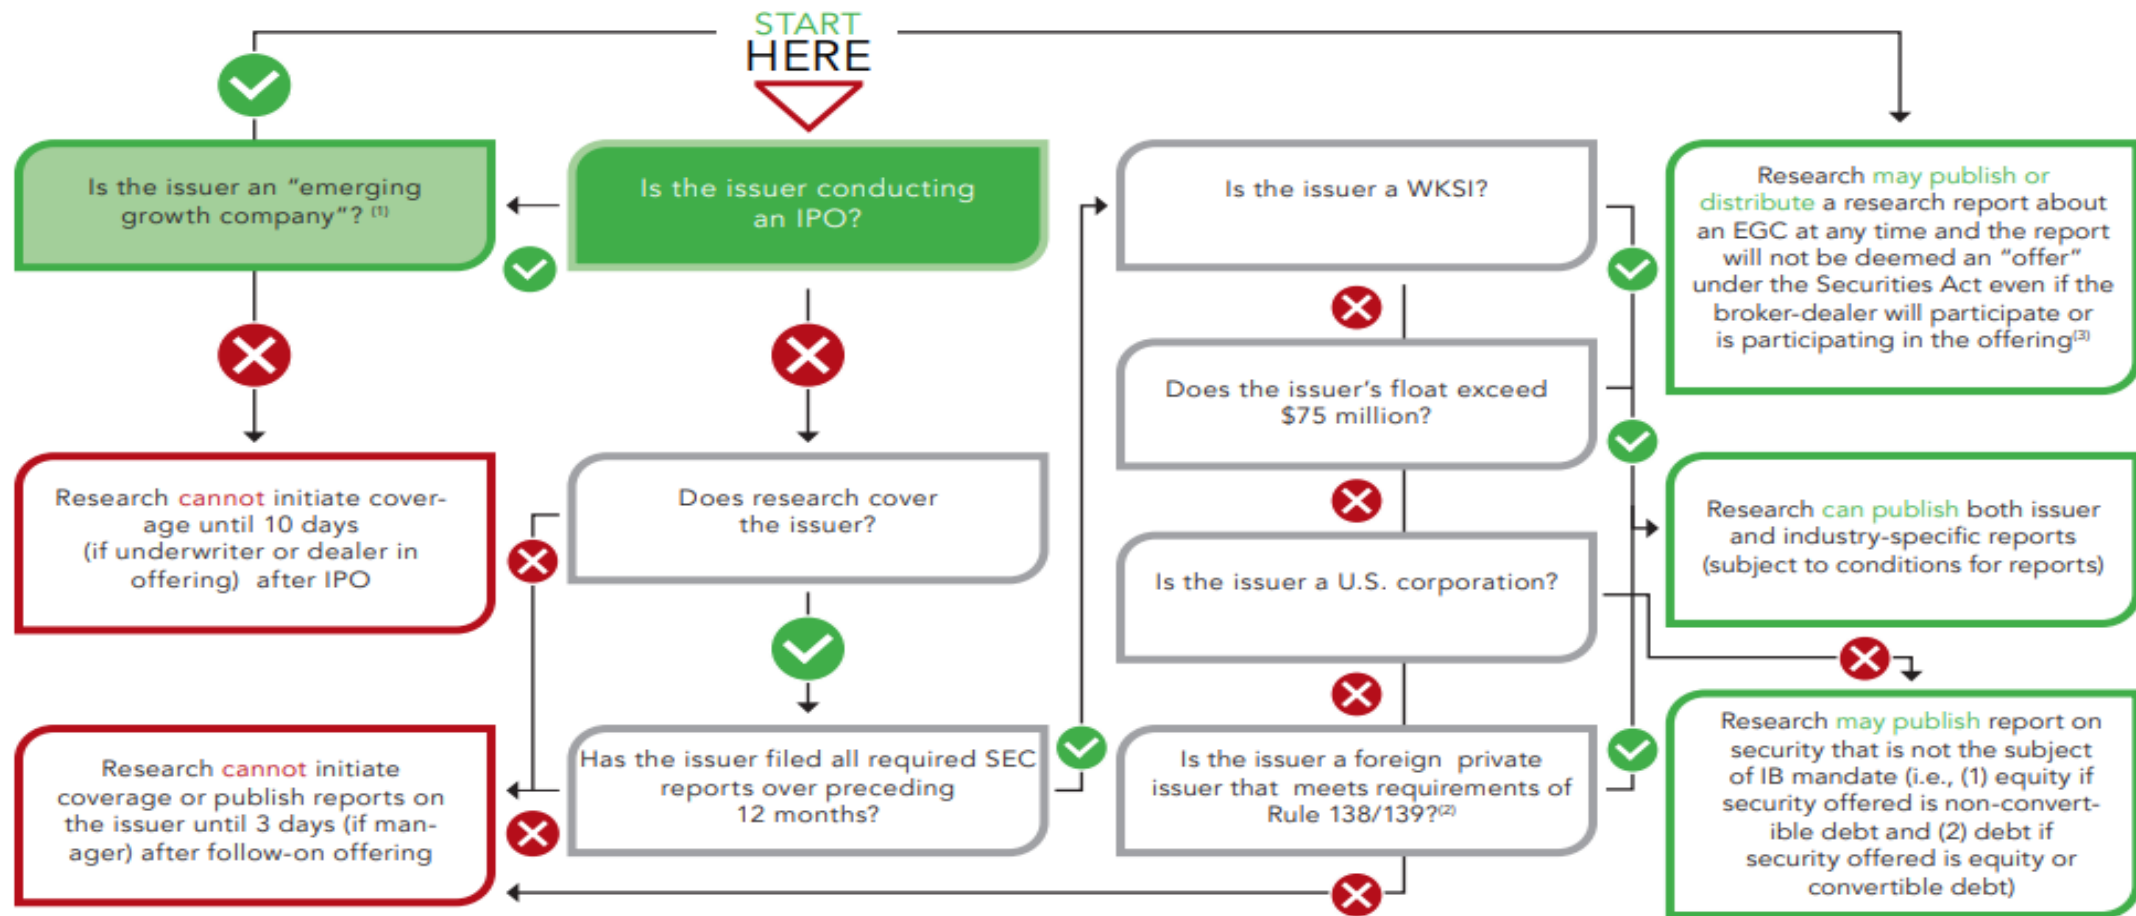 START
HERE
Is the issuer an “emerging
growth company”? (1)
Is the issuer conducting
an IPO?
Is the issuer a WKSI?
Research may publish or
distribute a research report about
an EGC at any time and the report
will not be deemed an “offer”
under the Securities Act even if the
broker-dealer will participate or
is participating in the offering(3)
Does the issuer’s float exceed
$75 million?
Research cannot initiate cover-
age until 10 days
(if underwriter or dealer in
offering) after IPO
Does research cover
the issuer?
Research can publish both issuer
and industry-specific reports
(subject to conditions for reports)
Is the issuer a U.S. corporation?
Research cannot initiate
coverage or publish reports on
the issuer until 3 days (if man-
ager) after follow-on offering
Has the issuer filed all required SEC
reports over preceding
12 months?
Is the issuer a foreign private
issuer that meets requirements of
Rule 138/139?(2)
Research may publish report on
security that is not the subject
of IB mandate (i.e., (1) equity if
security offered is non-convert-
ible debt and (2) debt if
security offered is equity or
convertible debt)